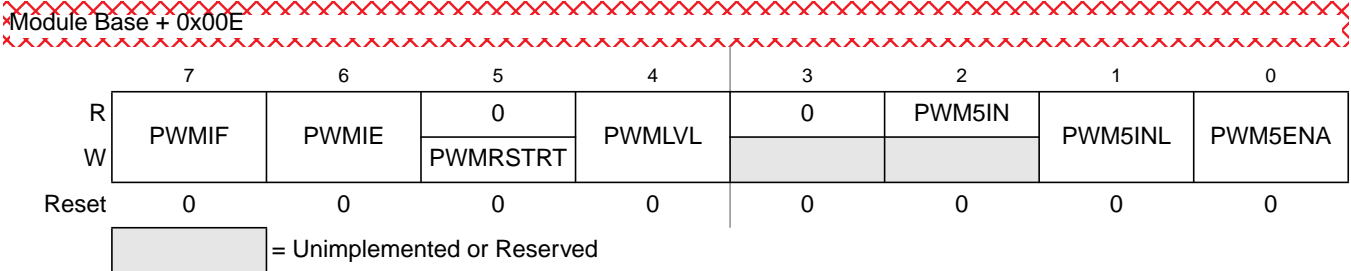 Module Base + 0x00E
7 6 5 4 3 2 1 0
R PWMIF PWMIE 0 PWMLVL 0 PWM5IN PWM5INL PWM5ENA
W PWMRSTRT
Reset 0 0 0 0 0 0 0 0
= Unimplemented or Reserved